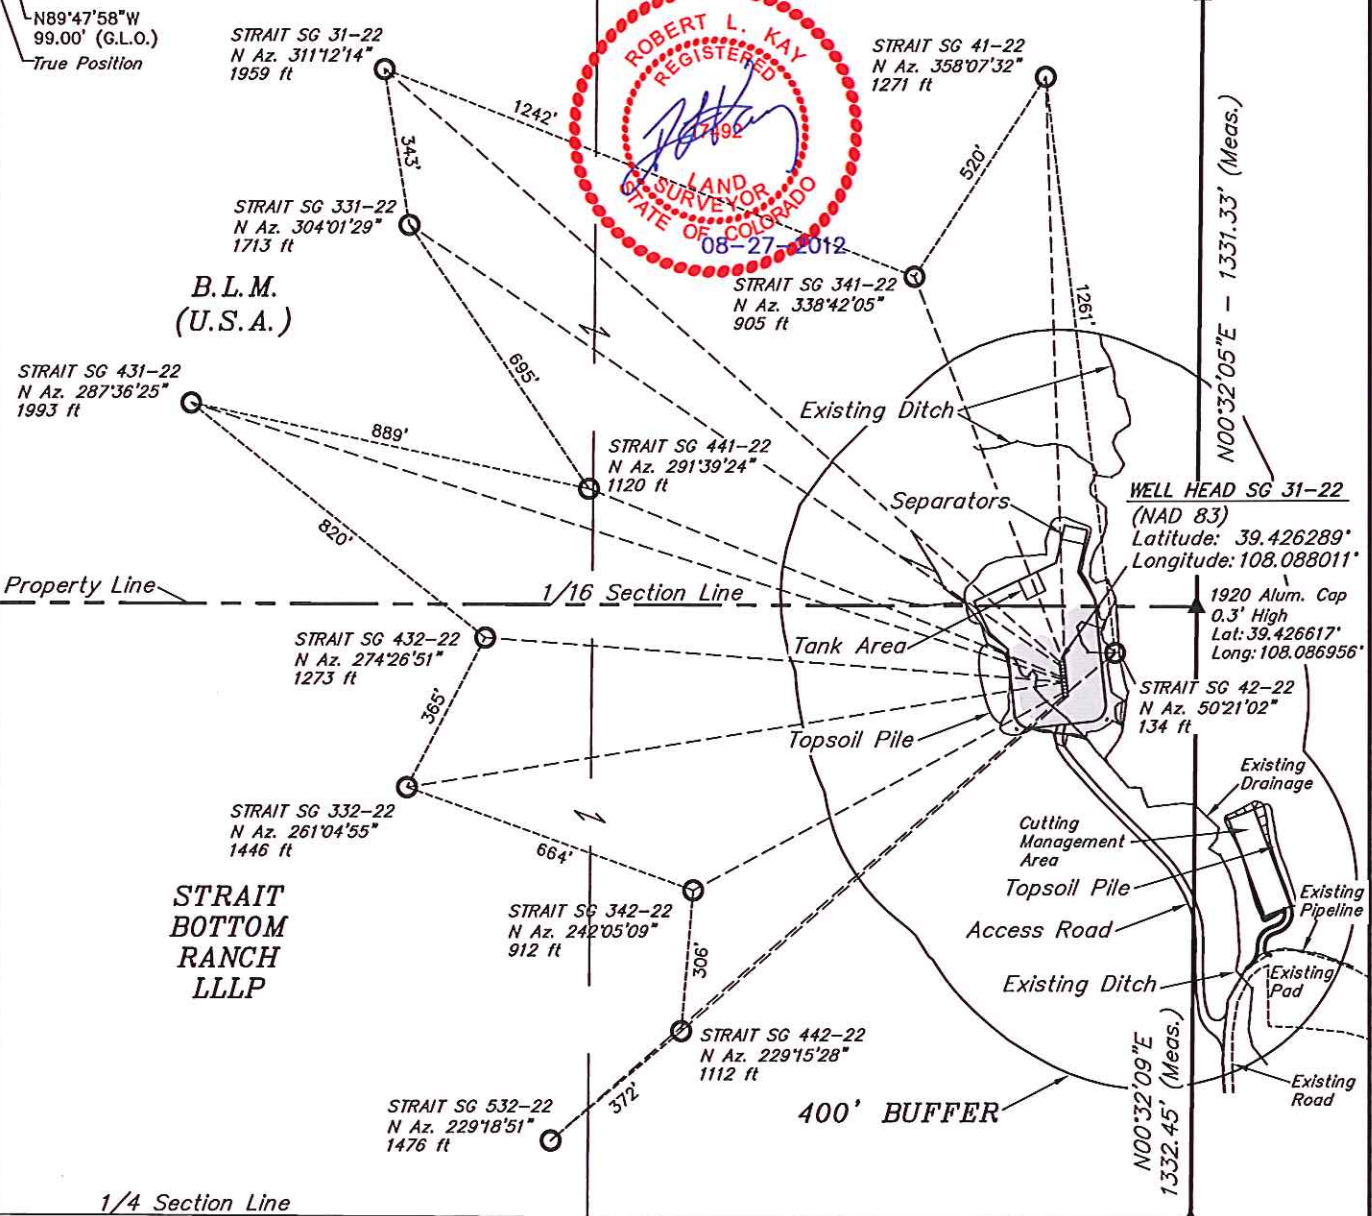 N89°47'58"W
99.00' (G.L.O.)
True Position
STRAIT SG 31-22
N Az. 311°12'14"
1959 ft
ROBERT L. KAY
REGISTERED
17492
LAND
SURVEYOR
STATE OF COLORADO
08-27-2012
STRAIT SG 41-22
N Az. 358°07'32"
1271 ft
1242'
343'
520'
N00°32'05"E - 1331.33' (Meas.)
STRAIT SG 331-22
N Az. 304°01'29"
1713 ft
STRAIT SG 341-22
N Az. 338°42'05"
905 ft
1261'
B.L.M.
(U.S.A.)
695'
STRAIT SG 431-22
N Az. 287°36'25"
1993 ft
889'
Existing Ditch
STRAIT SG 441-22
N Az. 291°39'24"
1120 ft
Separators
WELL HEAD SG 31-22
(NAD 83)
Latitude: 39.426289°
Longitude: 108.088011°
820'
Property Line
1/16 Section Line
1920 Alum. Cap
0.3' High
Lat: 39.426617°
Long: 108.086956°
STRAIT SG 432-22
N Az. 274°26'51"
1273 ft
Tank Area
STRAIT SG 42-22
N Az. 50°21'02"
134 ft
365'
Topsoil Pile
Existing
Drainage
STRAIT SG 332-22
N Az. 261°04'55"
1446 ft
664'
Cutting
Management
Area
Topsoil Pile
STRAIT
BOTTOM
RANCH
LLLP
STRAIT SG 342-22
N Az. 242°05'09"
912 ft
306'
Existing
Pipeline
Access Road
Existing Ditch
Existing
Pad
STRAIT SG 442-22
N Az. 229°15'28"
1112 ft
372'
STRAIT SG 532-22
N Az. 229°18'51"
1476 ft
400' BUFFER
N00°32'09"E
1332.45' (Meas.)
Existing
Road
1/4 Section Line